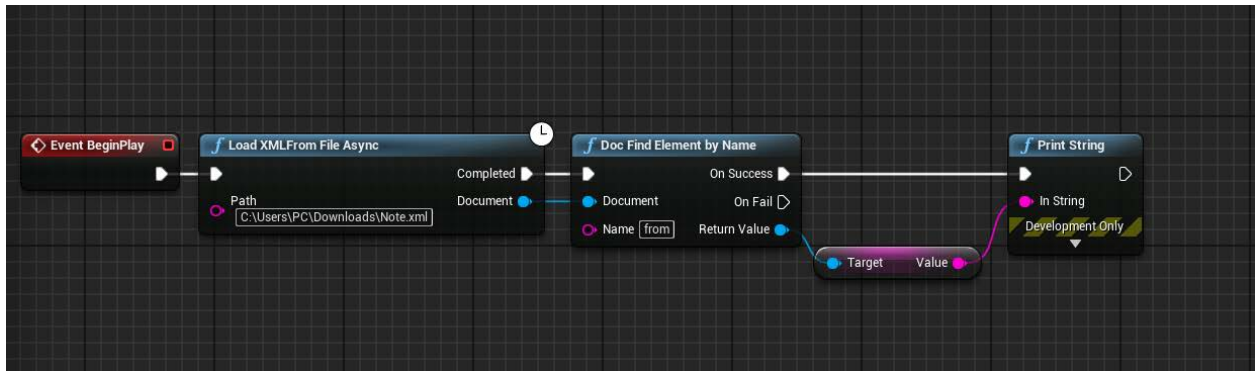 Event BeginPlay
f Load XMLFrom File Async
Completed
Path
C:\Users\PC\Downloads\Note.xml
Document
f Doc Find Element by Name
On Success
Document
On Fail
Name from
Return Value
Target Value
f Print String
In String
Development Only